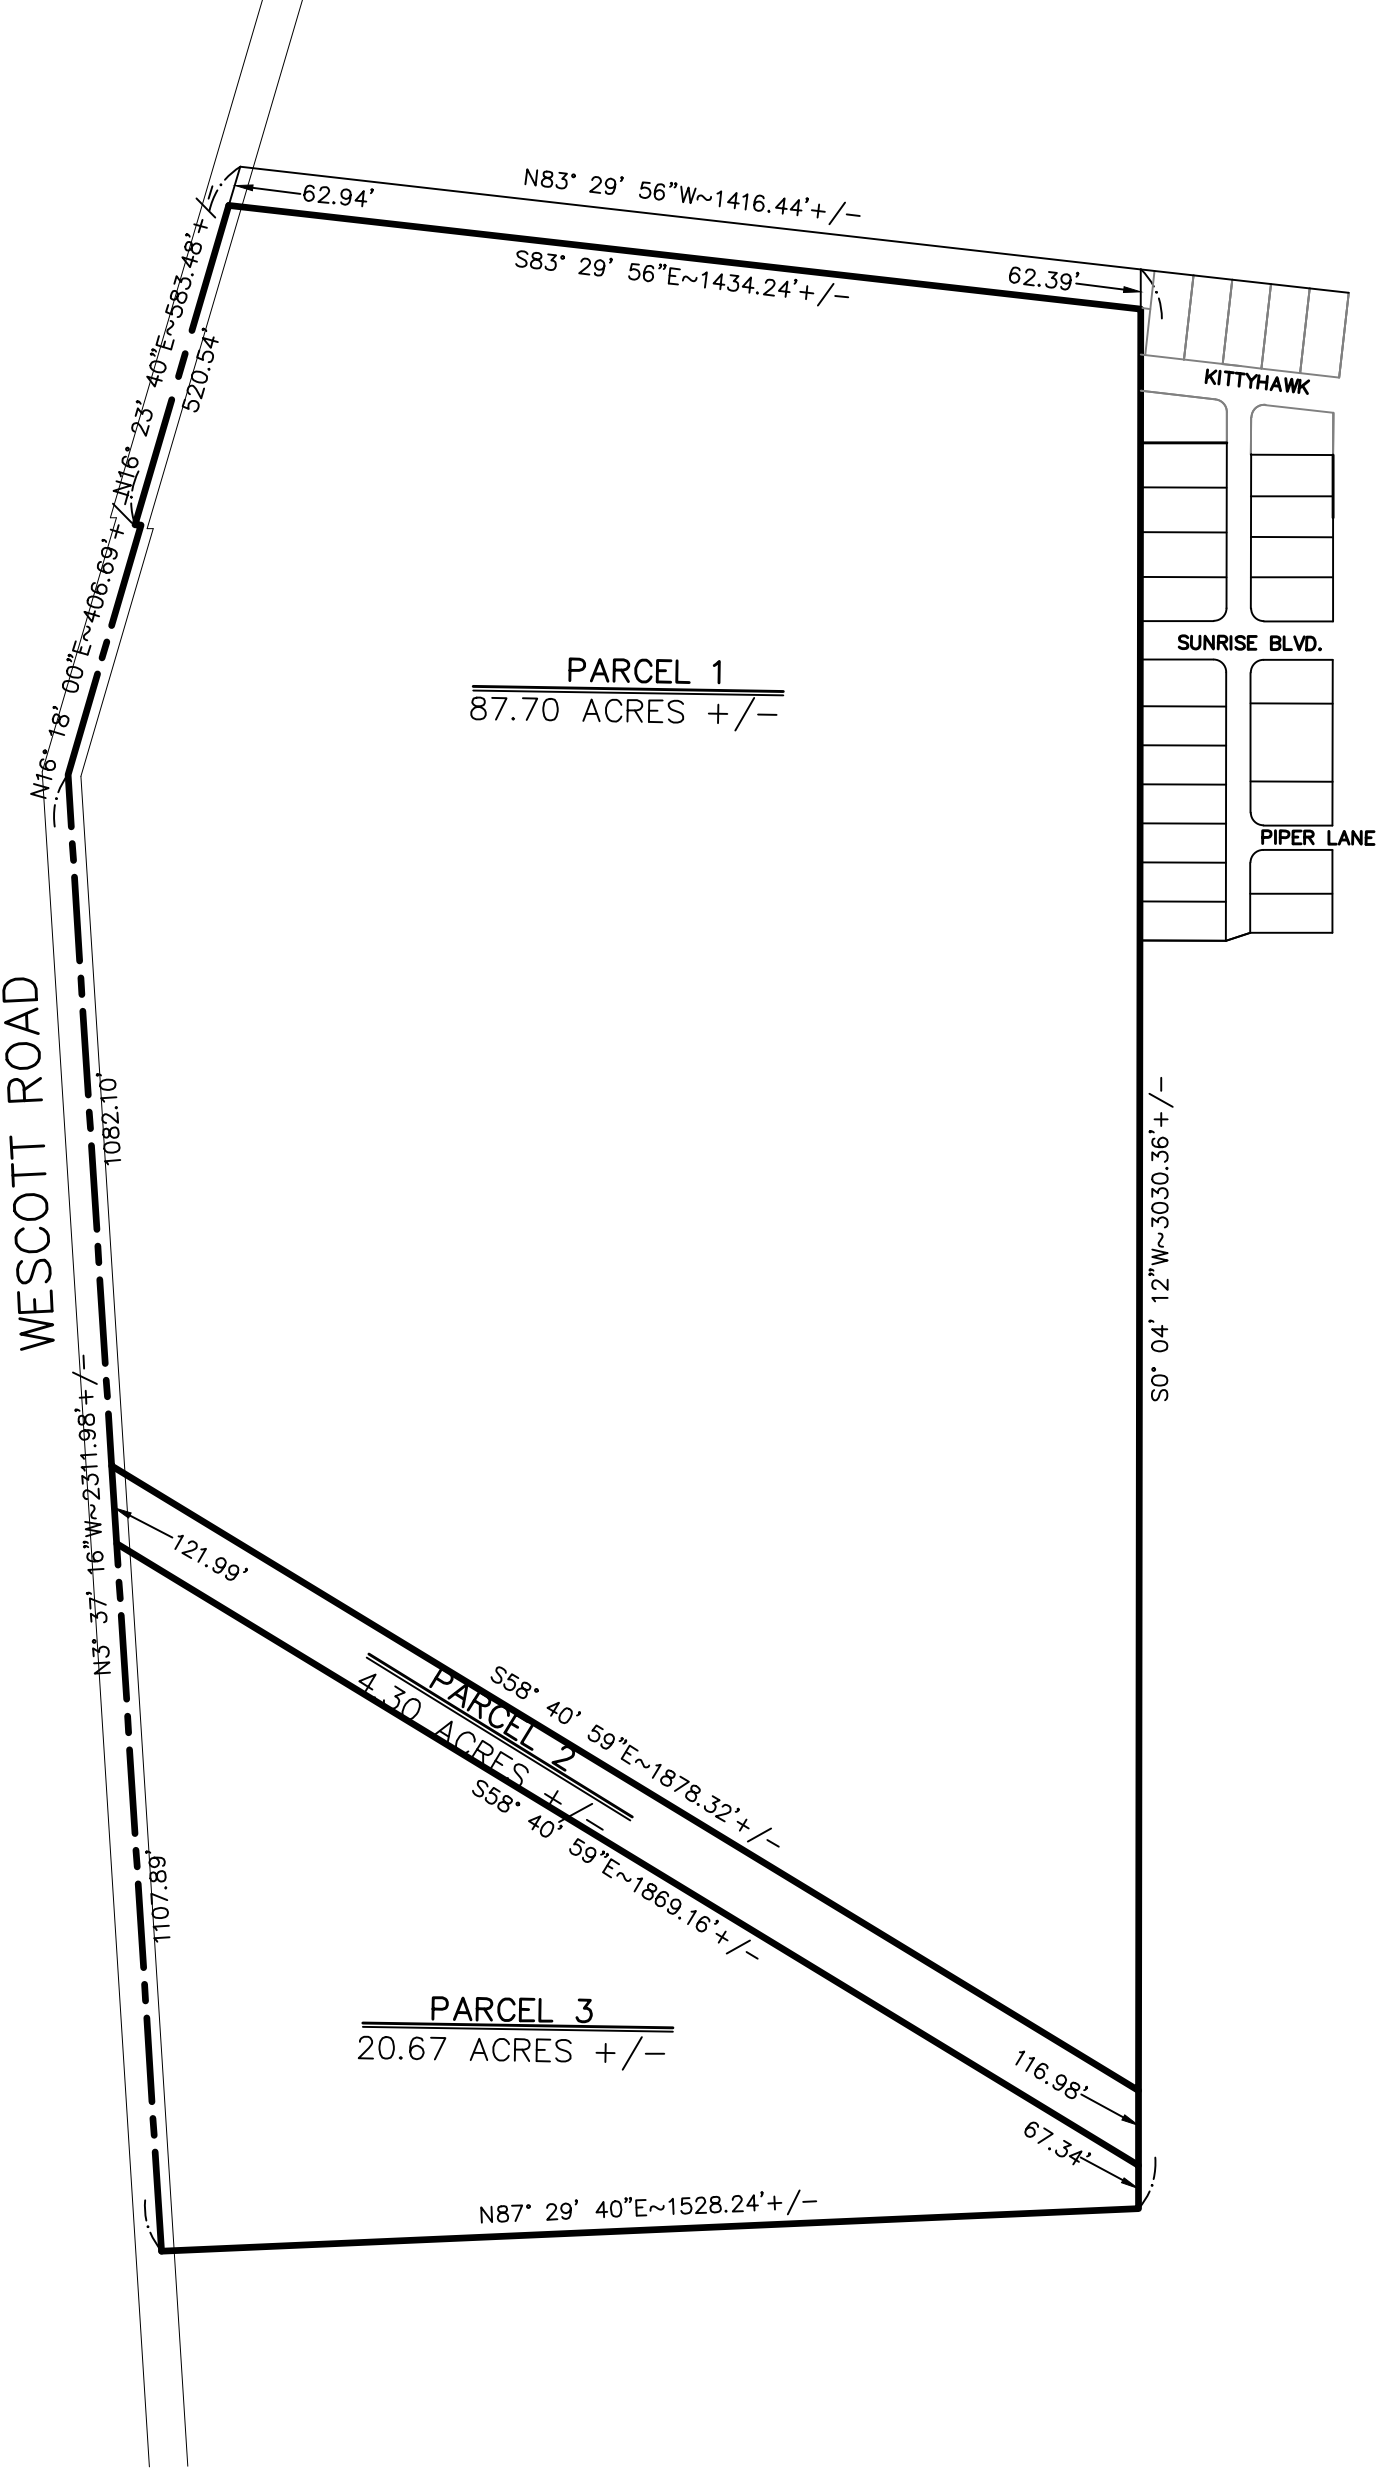 N83° 29' 56"W~1416.44'+/-
62.94'
S83° 29' 56"E~1434.24'+/-
62.39'
N16° 23' 40"E~583.48'+/-
520.54'
KITTYHAWK
N16° 18' 00"E~406.69'+/-
SUNRISE BLVD.
PARCEL 1
87.70 ACRES +/-
PIPER LANE
WESCOTT ROAD
1082.10'
S0° 04' 12"W~3030.36'+/-
N3° 37' 16"W~2311.98'+/-
121.99'
S58° 40' 59"E~1878.32'+/-
PARCEL 2
4.30 ACRES +/-
S58° 40' 59"E~1869.16'+/-
1107.89'
PARCEL 3
20.67 ACRES +/-
116.98'
67.34'
N87° 29' 40"E~1528.24'+/-